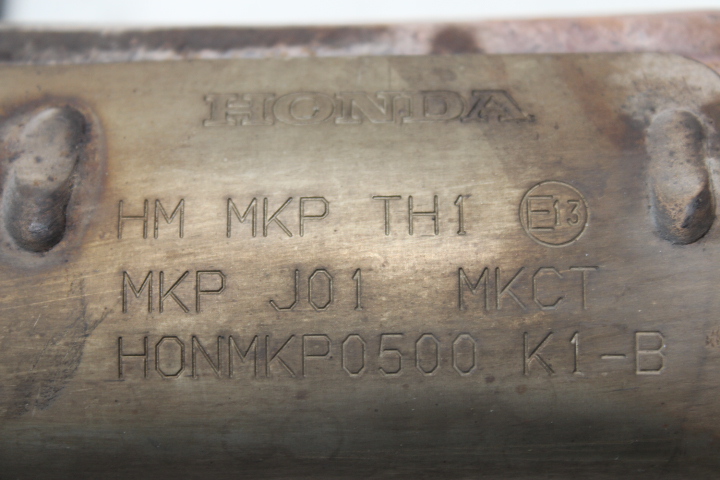 HONDA
HM MKP TH1 E13
MKP J01 MKCT
HONMKP0500 K1-B